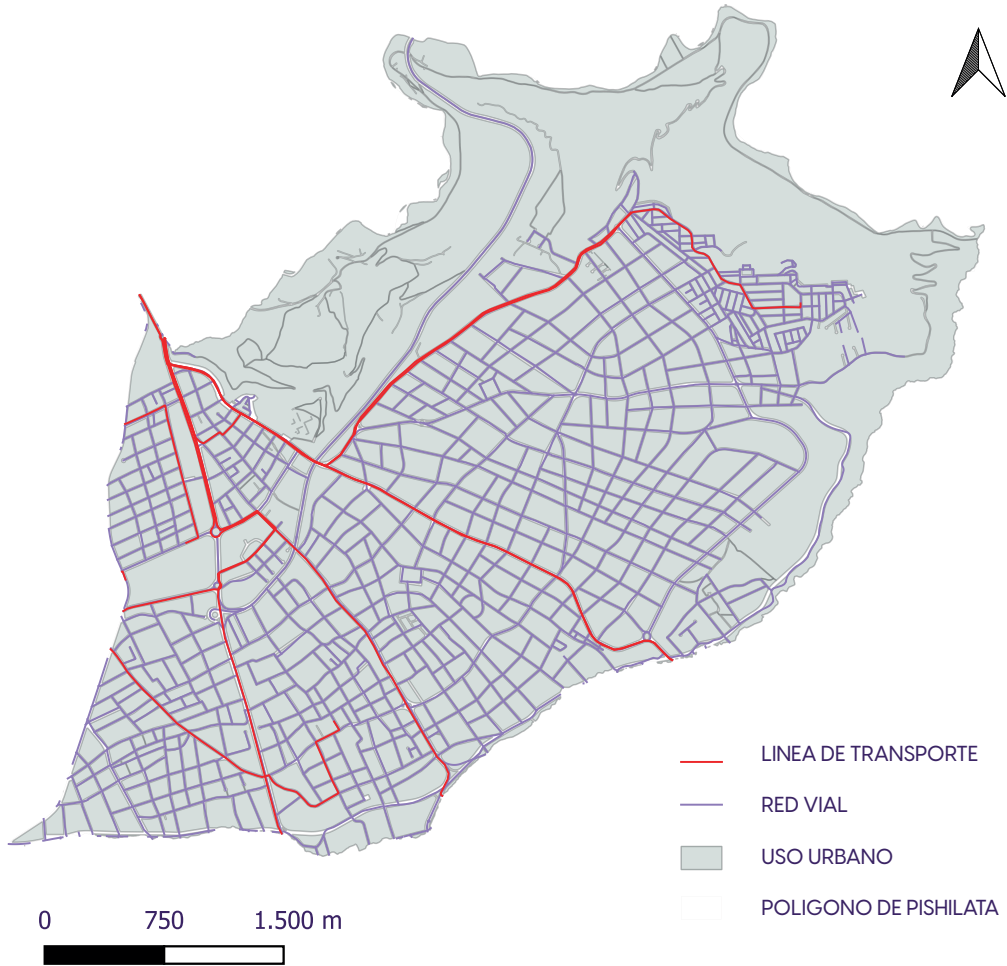 LINEA DE TRANSPORTE
RED VIAL
USO URBANO
POLIGONO DE PISHILATA
0 750 1.500 m